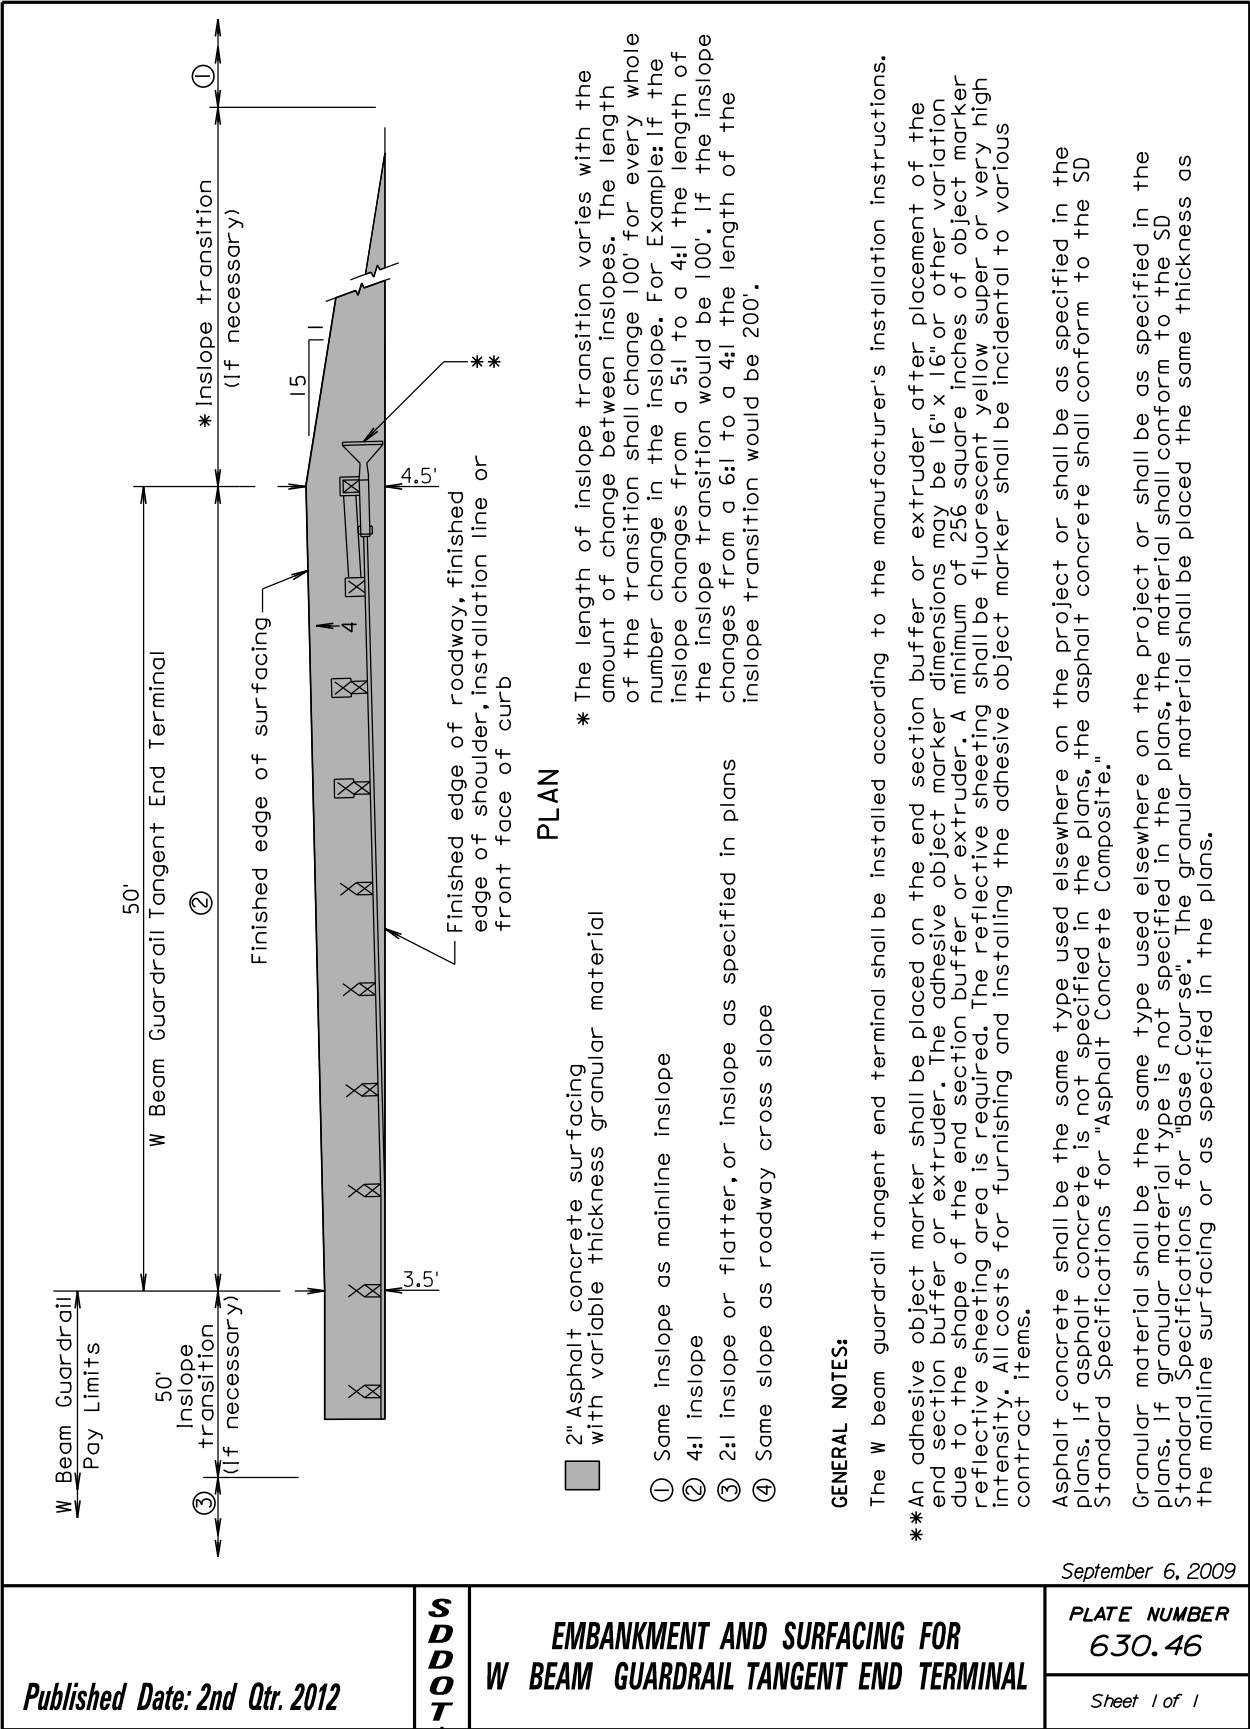 W Beam Guardrail
Pay Limits
50'
W Beam Guardrail Tangent End Terminal
③
50'
Inslope
transition
(If necessary)
②
* Inslope transition
(If necessary)
①
Finished edge of surfacing
15
1
4
3.5'
4.5'
**
Finished edge of roadway, finished
edge of shoulder, installation line or
front face of curb
PLAN
2" Asphalt concrete surfacing
with variable thickness granular material
① Same inslope as mainline inslope
② 4:1 inslope
③ 2:1 inslope or flatter, or inslope as specified in plans
④ Same slope as roadway cross slope
* The length of inslope transition varies with the
amount of change between inslopes. The length
of the transition shall change 100' for every whole
number change in the inslope. For Example: If the
inslope changes from a 5:1 to a 4:1 the length of
the inslope transition would be 100'. If the inslope
changes from a 6:1 to a 4:1 the length of the
inslope transition would be 200'.
GENERAL NOTES:
The W beam guardrail tangent end terminal shall be installed according to the manufacturer's installation instructions.
**An adhesive object marker shall be placed on the end section buffer or extruder after placement of the
end section buffer or extruder. The adhesive object marker dimensions may be 16" x 16" or other variation
due to the shape of the end section buffer or extruder. A minimum of 256 square inches of object marker
reflective sheeting area is required. The reflective sheeting shall be fluorescent yellow super or very high
intensity. All costs for furnishing and installing the adhesive object marker shall be incidental to various
contract items.
Asphalt concrete shall be the same type used elsewhere on the project or shall be as specified in the
plans. If asphalt concrete is not specified in the plans, the asphalt concrete shall conform to the SD
Standard Specifications for "Asphalt Concrete Composite."
Granular material shall be the same type used elsewhere on the project or shall be as specified in the
plans. If granular material type is not specified in the plans, the material shall conform to the SD
Standard Specifications for "Base Course". The granular material shall be placed the same thickness as
the mainline surfacing or as specified in the plans.
September 6, 2009
Published Date: 2nd Qtr. 2012
SDDOT
EMBANKMENT AND SURFACING FOR
W BEAM GUARDRAIL TANGENT END TERMINAL
PLATE NUMBER
630.46
Sheet 1 of 1